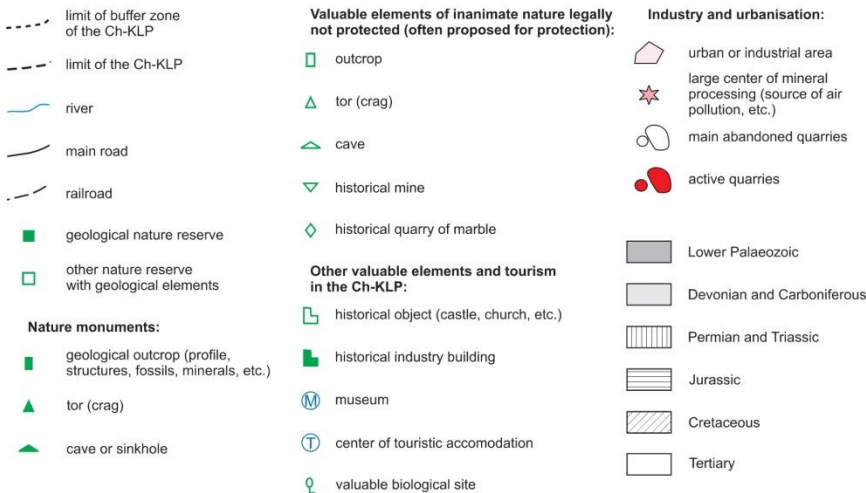 limit of buffer zone
of the Ch-KLP
limit of the Ch-KLP
river
main road
railroad
geological nature reserve
other nature reserve
with geological elements
Nature monuments:
geological outcrop (profile,
structures, fossils, minerals, etc.)
tor (crag)
cave or sinkhole
Valuable elements of inanimate nature legally
not protected (often proposed for protection):
outcrop
tor (crag)
cave
historical mine
historical quarry of marble
Other valuable elements and tourism
in the Ch-KLP:
historical object (castle, church, etc.)
historical industry building
M museum
T center of touristic accomodation
valuable biological site
Industry and urbanisation:
urban or industrial area
large center of mineral
processing (source of air
pollution, etc.)
main abandoned quarries
active quarries
Lower Palaeozoic
Devonian and Carboniferous
Permian and Triassic
Jurassic
Cretaceous
Tertiary